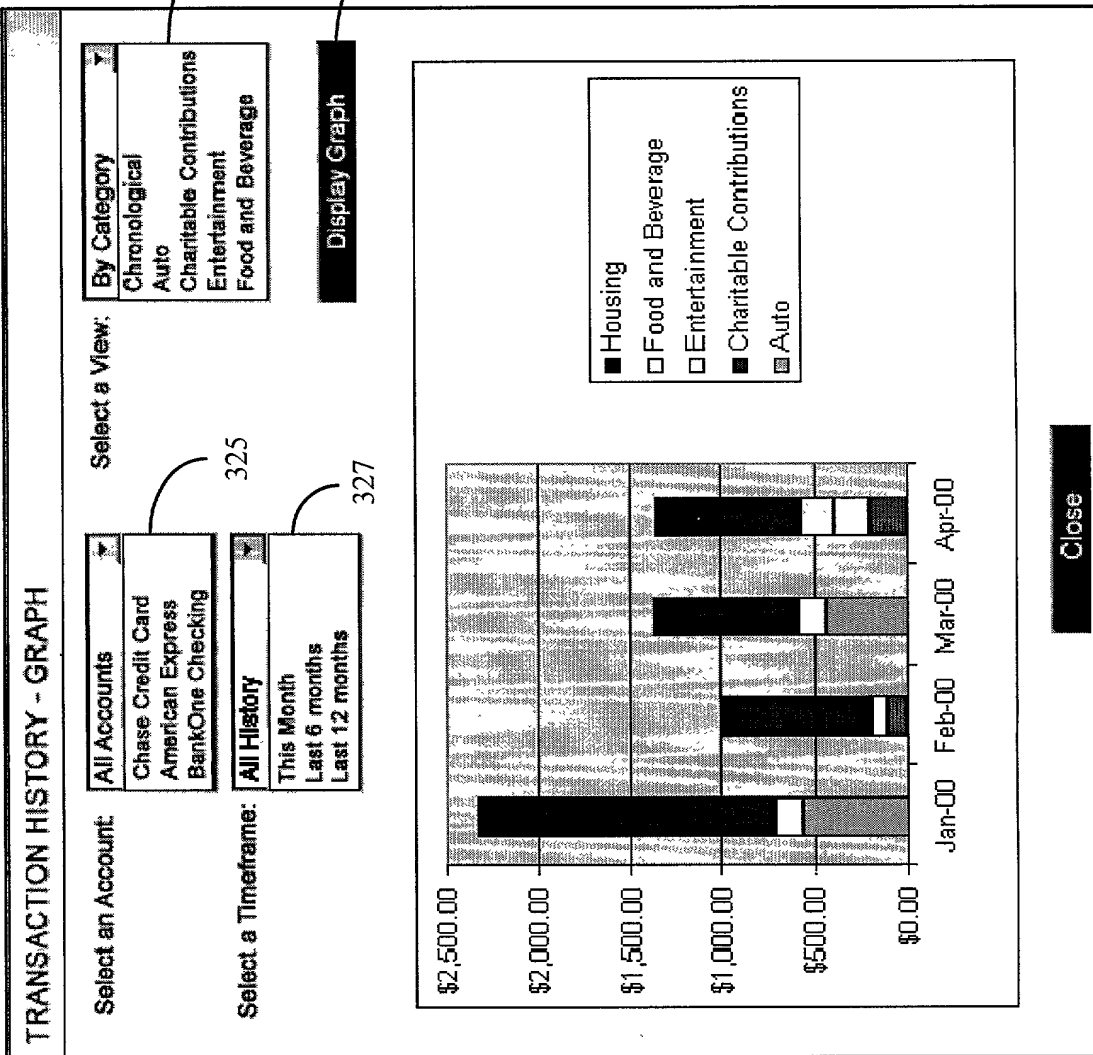 TRANSACTION HISTORY - GRAPH
Select an Account:
All Accounts
Chase Credit Card
American Express
BankOne Checking
325
Select a View:
By Category
Chronological
Auto
Charitable Contributions
Entertainment
Food and Beverage
Select a Timeframe:
All History
This Month
Last 6 months
Last 12 months
327
Display Graph
$2,500.00
$2,000.00
$1,500.00
$1,000.00
$500.00
$0.00
Jan-00
Feb-00
Mar-00
Apr-00
Housing
Food and Beverage
Entertainment
Charitable Contributions
Auto
Close